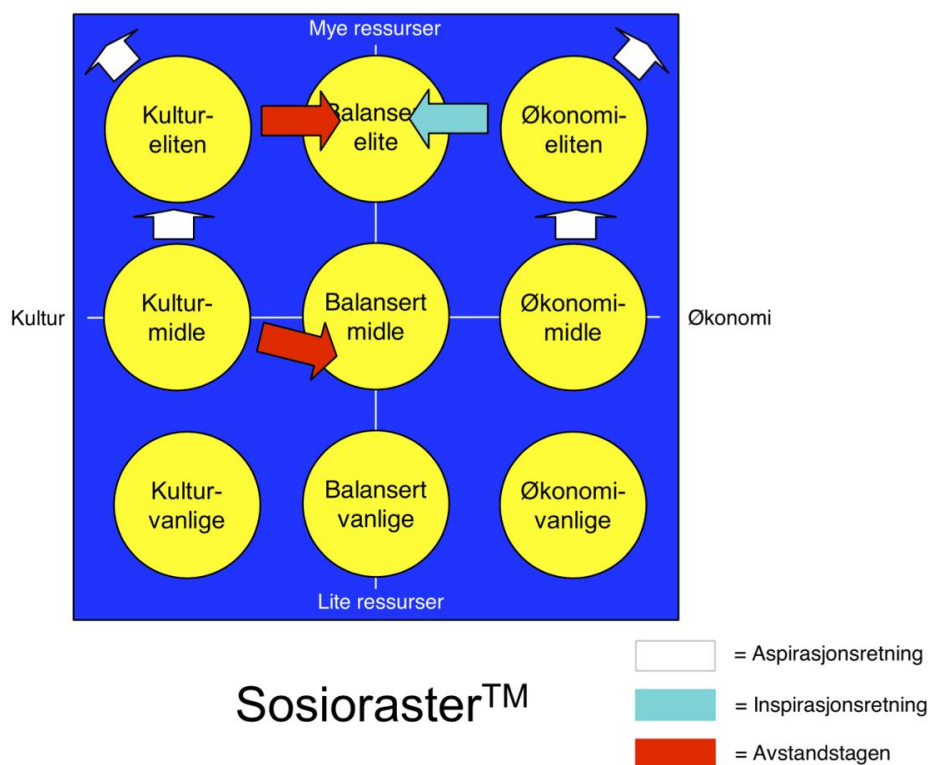 Mye ressurser
Kultur-
eliten
Balanse
elite
Økonomi-
eliten
Kultur
Kultur-
midle
Balansert
midle
Økonomi-
midle
Økonomi
Kultur-
vanlige
Balansert
vanlige
Økonomi-
vanlige
Lite ressurser
Sosioraster™
= Aspirasjonsretning
= Inspirasjonsretning
= Avstandstagen